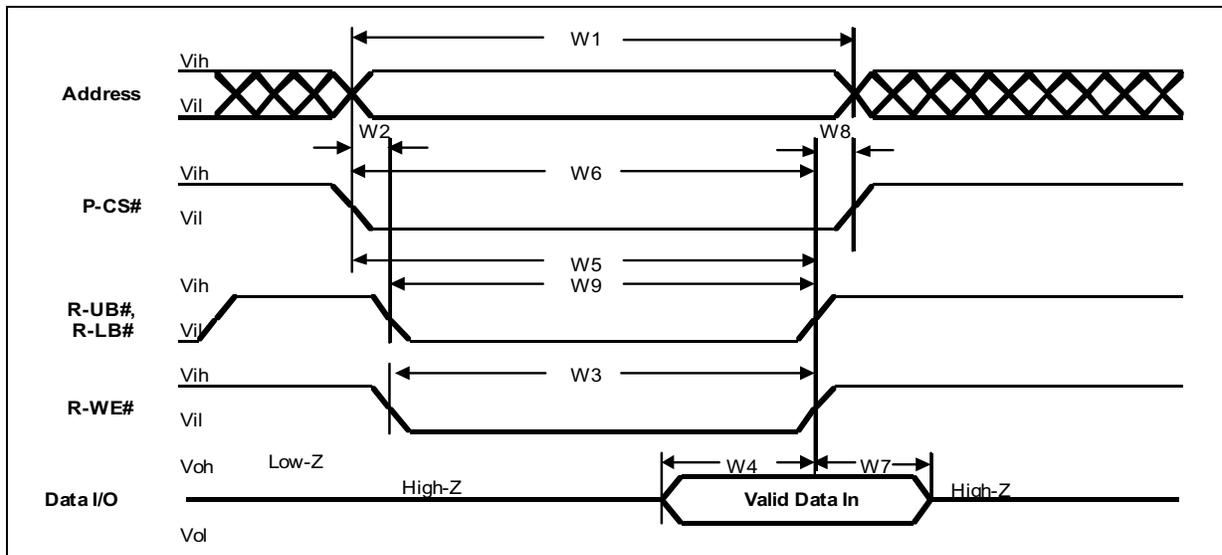 W1
Vih
Address
Vil
W2
W8
Vih
W6
P-CS#
Vil
W5
Vih
W9
R-UB#,
R-LB#
Vil
Vih
W3
R-WE#
Vil
Voh
Low-Z
W4
W7
High-Z
High-Z
Data I/O
Valid Data In
Vol